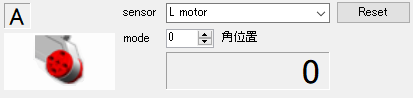 A
sensor L motor Reset
mode 0 角位置
0